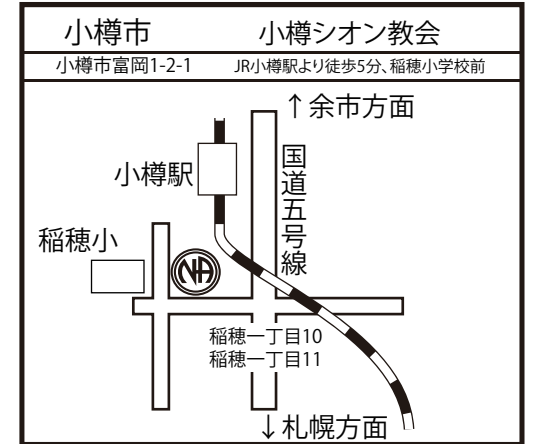 小樽市 小樽シオン教会
小樽市富岡1-2-1 JR小樽駅より徒歩5分、稲穂小学校前
↑余市方面
小樽駅
国道五号線
稲穂小
NA
稲穂一丁目10
稲穂一丁目11
↓札幌方面